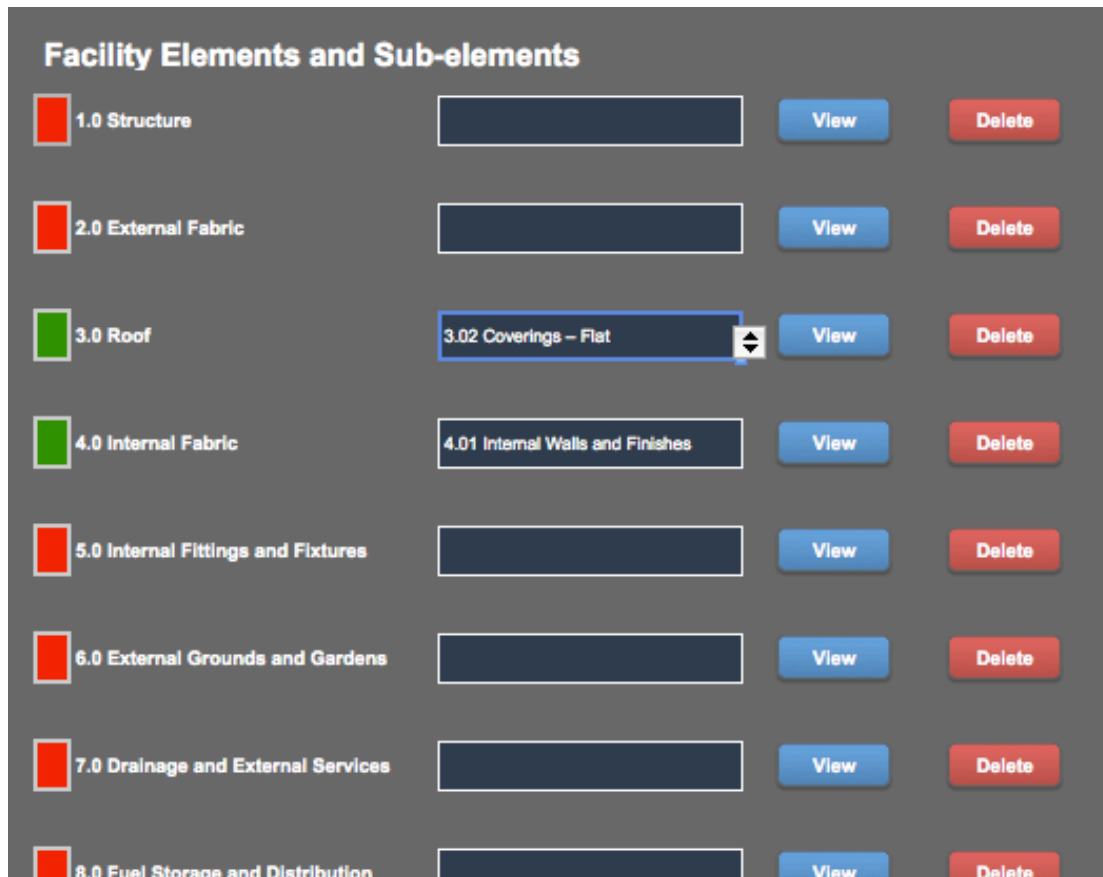 Facility Elements and Sub-elements
1.0 Structure View Delete
2.0 External Fabric View Delete
3.0 Roof 3.02 Coverings – Flat View Delete
4.0 Internal Fabric 4.01 Internal Walls and Finishes View Delete
5.0 Internal Fittings and Fixtures View Delete
6.0 External Grounds and Gardens View Delete
7.0 Drainage and External Services View Delete
8.0 Fuel Storage and Distribution View Delete